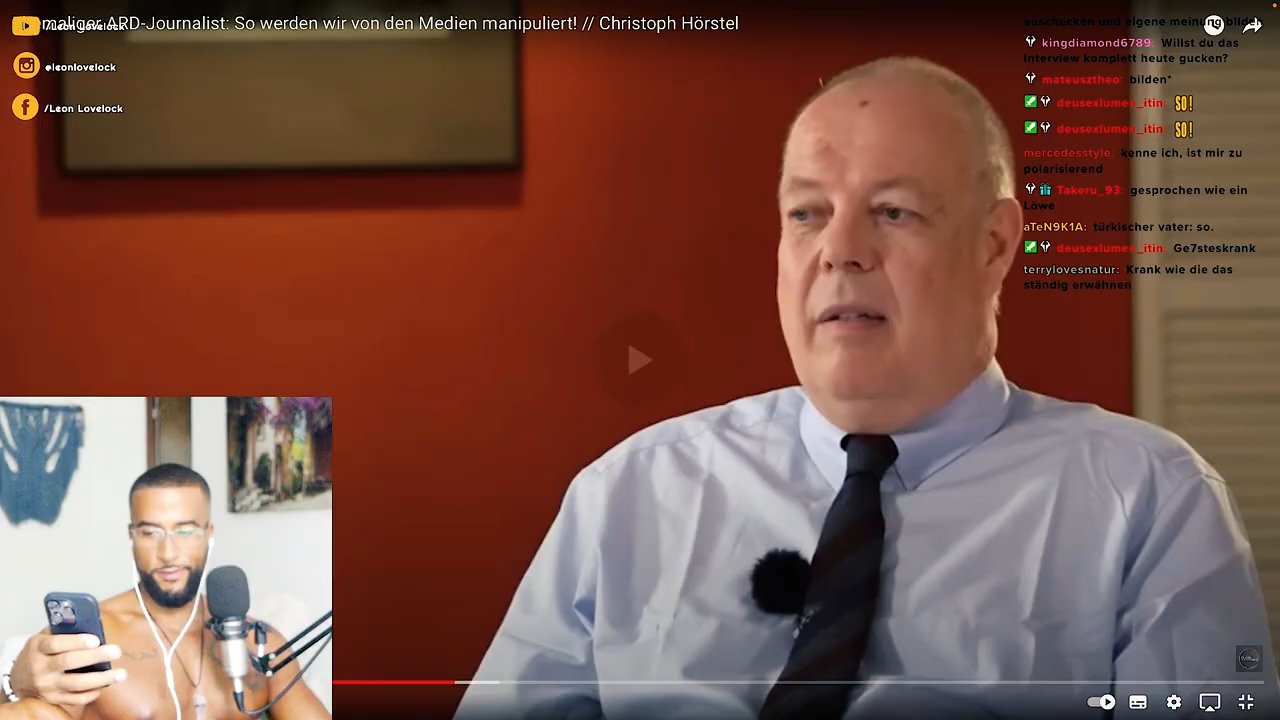 maliger ARD-Journalist: So werden wir von den Medien manipuliert! // Christoph Hörstel
/Leon Lovelock
@leonlovelock
/Leon Lovelock
auschecken und eigene meinung bilden
kingdiamond6789: Willst du das
Interview komplett heute gucken?
mateusztheo: bilden*
deusexlumen_itin: SO!
deusexlumen_itin: SO!
mercedesstyle: kenne ich, ist mir zu
polarisierend
Takeru_93: gesprochen wie ein
Löwe
aTeN9K1A: türkischer vater: so.
deusexlumen_itin: Ge7steskrank
terrylovesnatur: Krank wie die das
ständig erwähnen